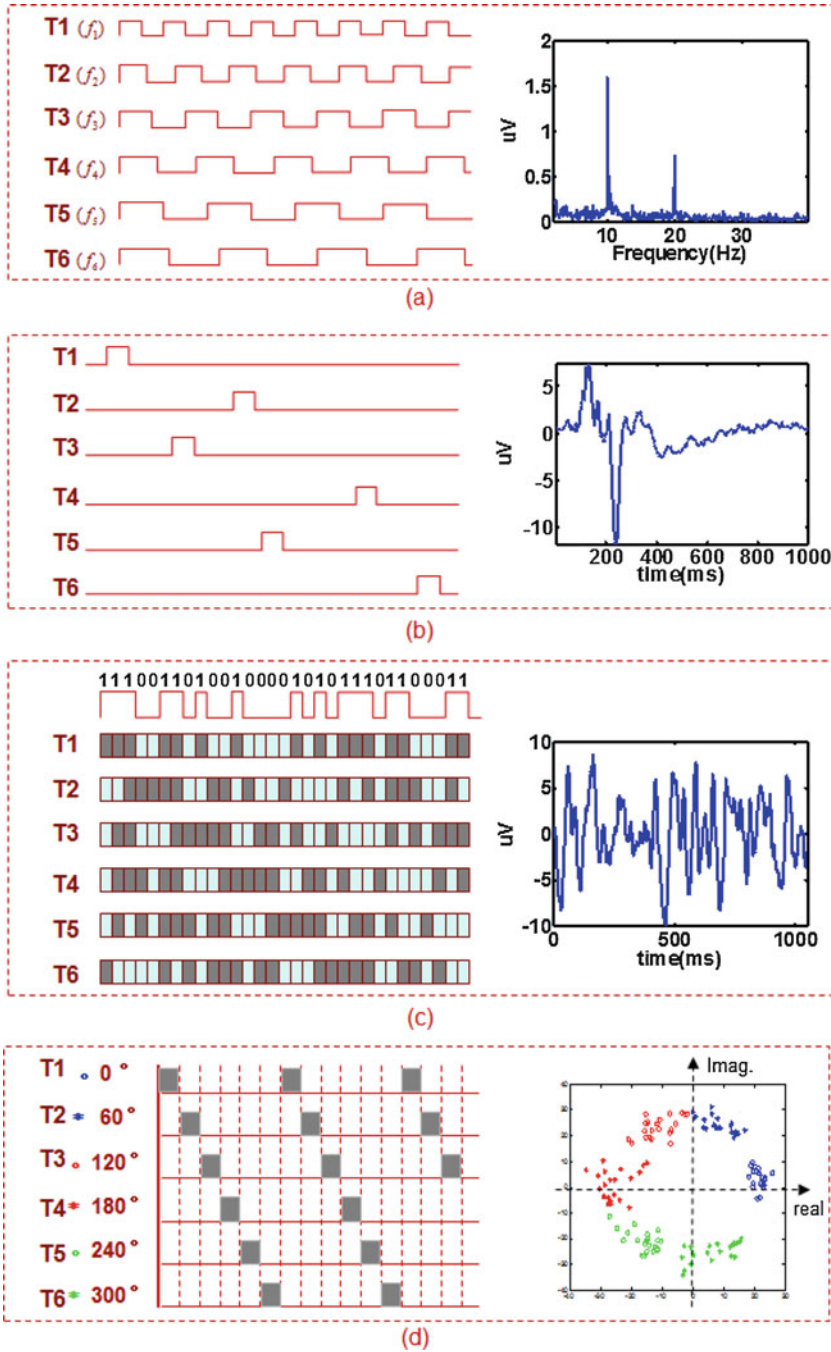 T1 (f1)
T2 (f2)
T3 (f3)
T4 (f4)
T5 (f5)
T6 (f6)
2
1.5
1
0.5
0
uV
10 20 30
Frequency(Hz)
(a)
T1
T2
T3
T4
T5
T6
5
0
-5
-10
uV
200 400 600 800 1000
time(ms)
(b)
1110011010010000101011101100011
T1
T2
T3
T4
T5
T6
10
5
0
-5
-10
uV
0 500 1000
time(ms)
(c)
T1 0°
T2 60°
T3 120°
T4 180°
T5 240°
T6 300°
Imag.
real
(d)